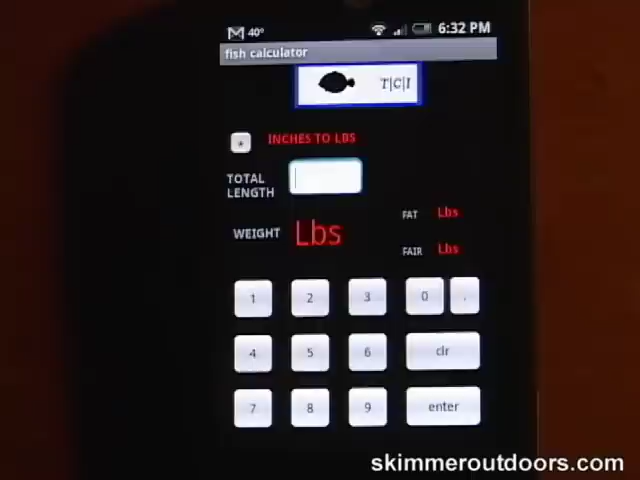 40° 6:32 PM
fish calculator
T|C|I
* INCHES TO LBS
TOTAL
LENGTH
WEIGHT Lbs
FAT Lbs
FAIR Lbs
1 2 3 0 .
4 5 6 clr
7 8 9 enter
skimmeroutdoors.com